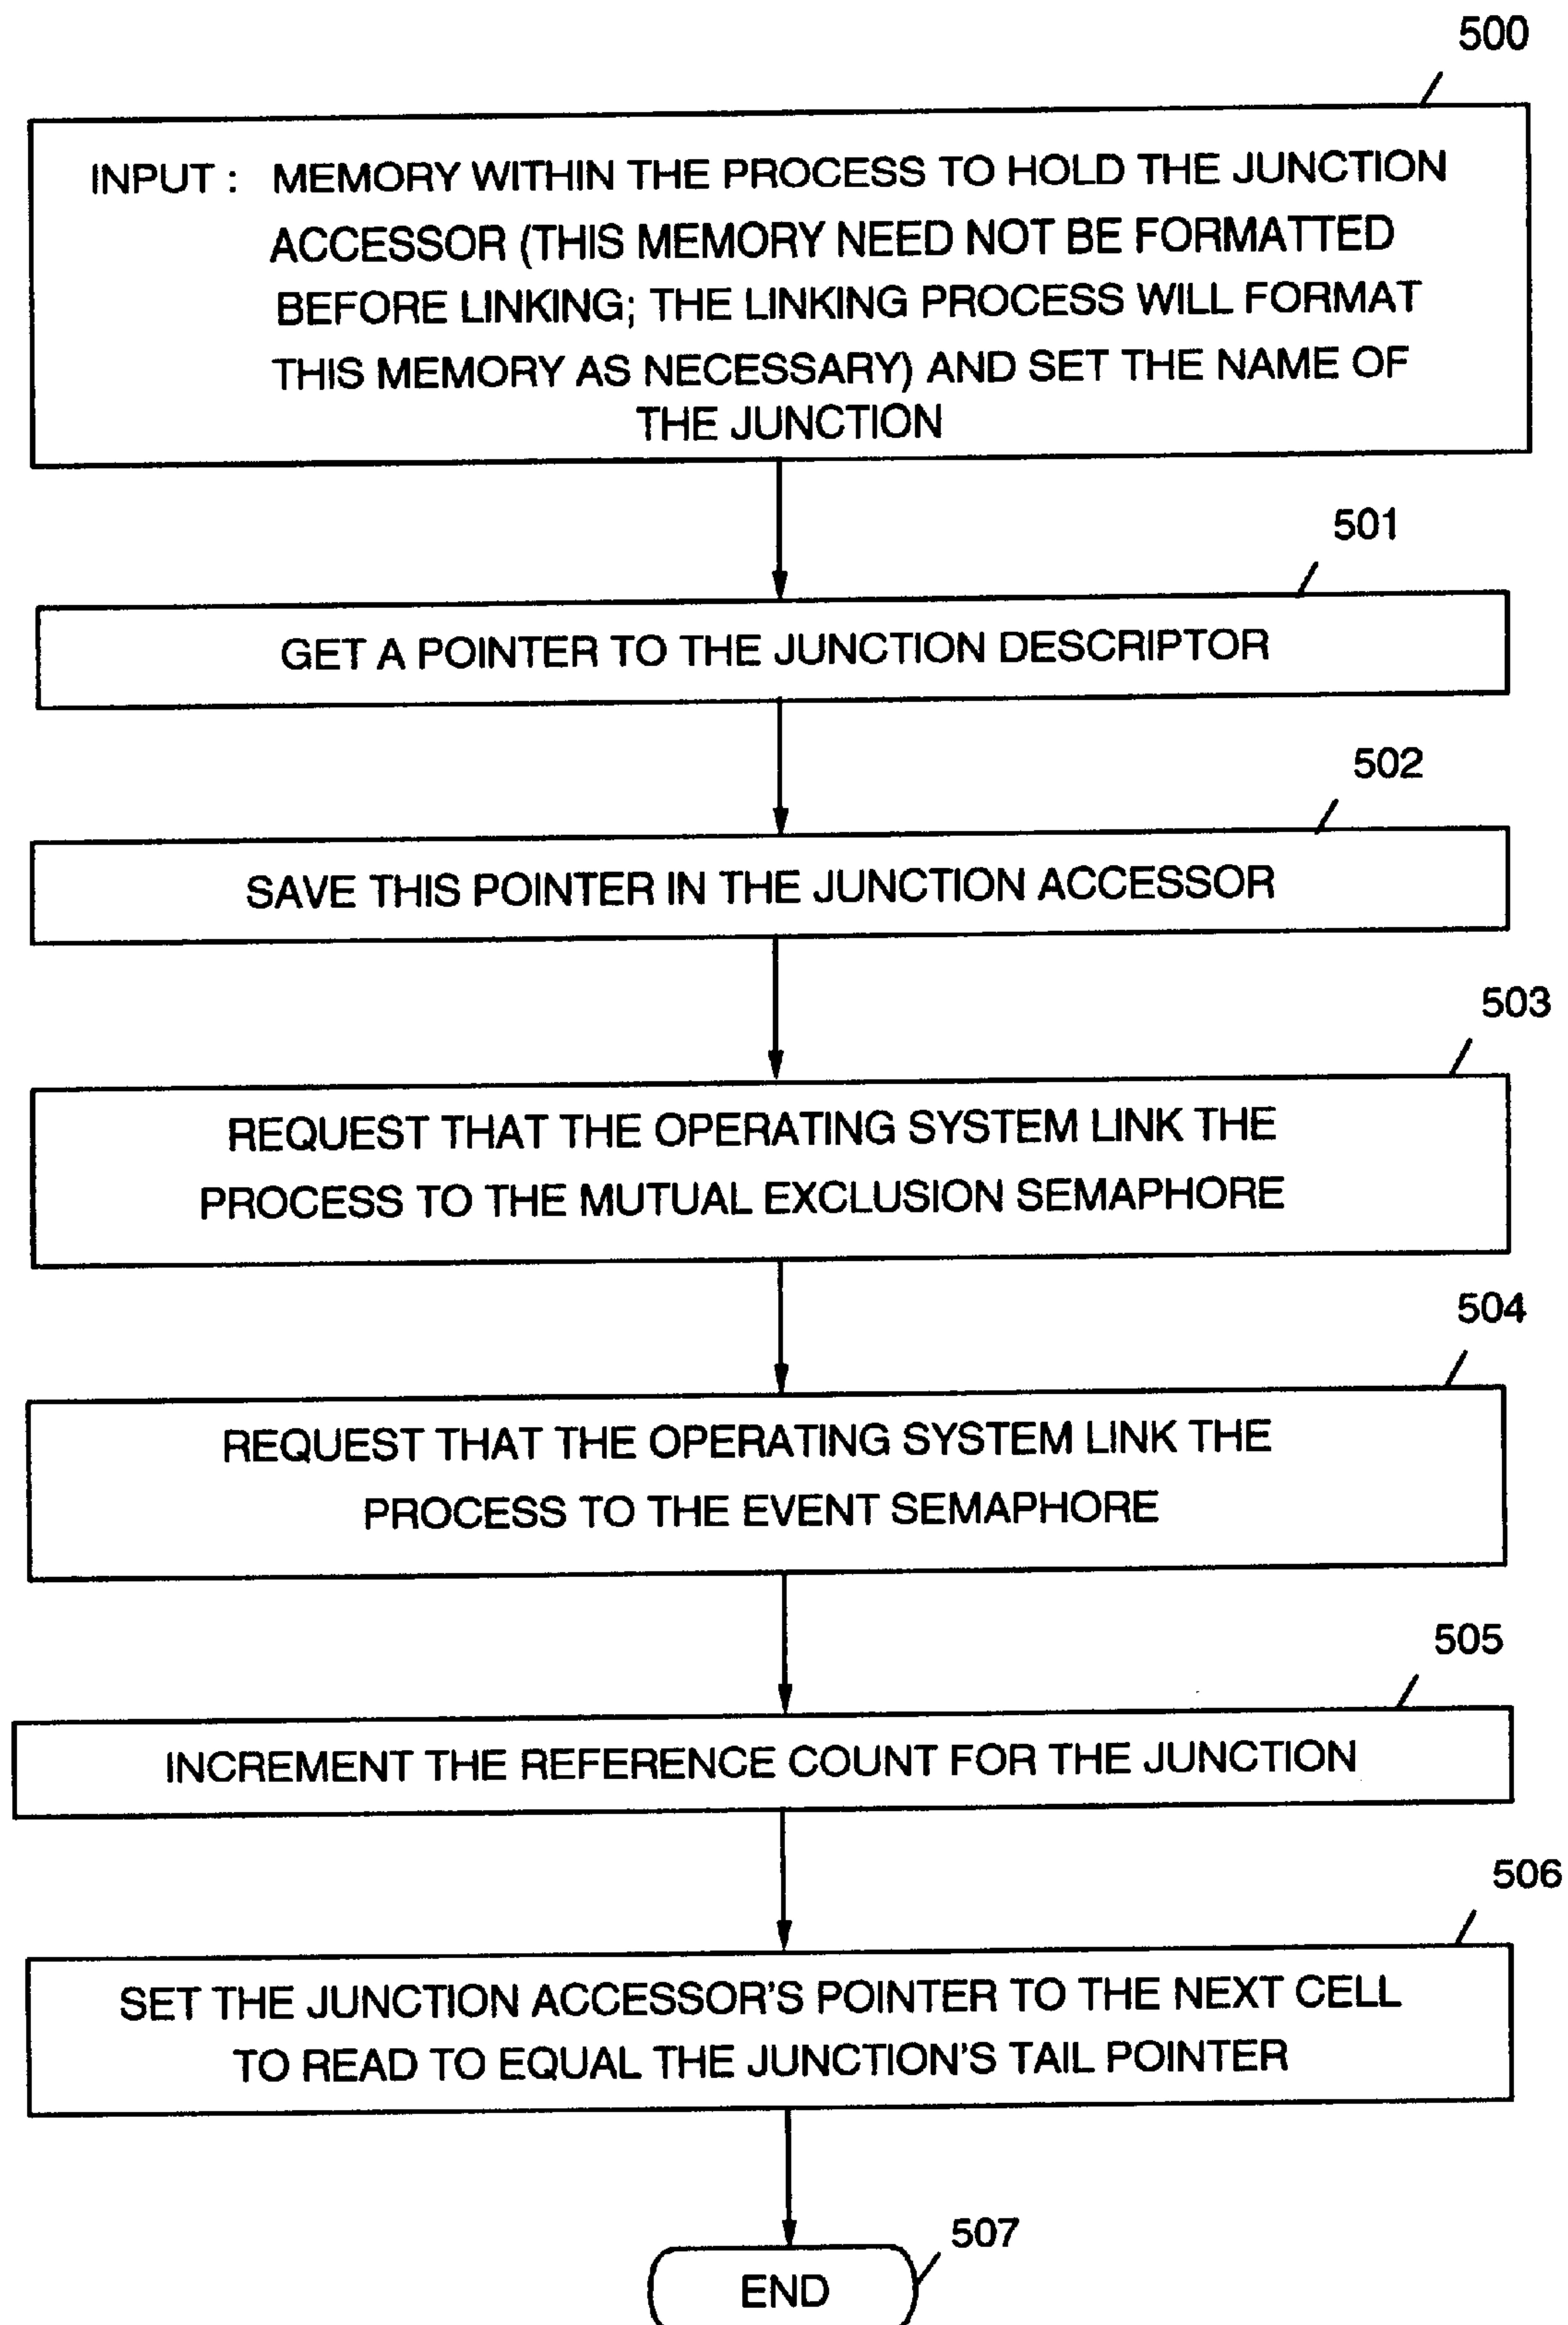 500
INPUT : MEMORY WITHIN THE PROCESS TO HOLD THE JUNCTION
ACCESSOR (THIS MEMORY NEED NOT BE FORMATTED
BEFORE LINKING; THE LINKING PROCESS WILL FORMAT
THIS MEMORY AS NECESSARY) AND SET THE NAME OF
THE JUNCTION
501
GET A POINTER TO THE JUNCTION DESCRIPTOR
502
SAVE THIS POINTER IN THE JUNCTION ACCESSOR
503
REQUEST THAT THE OPERATING SYSTEM LINK THE
PROCESS TO THE MUTUAL EXCLUSION SEMAPHORE
504
REQUEST THAT THE OPERATING SYSTEM LINK THE
PROCESS TO THE EVENT SEMAPHORE
505
INCREMENT THE REFERENCE COUNT FOR THE JUNCTION
506
SET THE JUNCTION ACCESSOR'S POINTER TO THE NEXT CELL
TO READ TO EQUAL THE JUNCTION'S TAIL POINTER
507
END